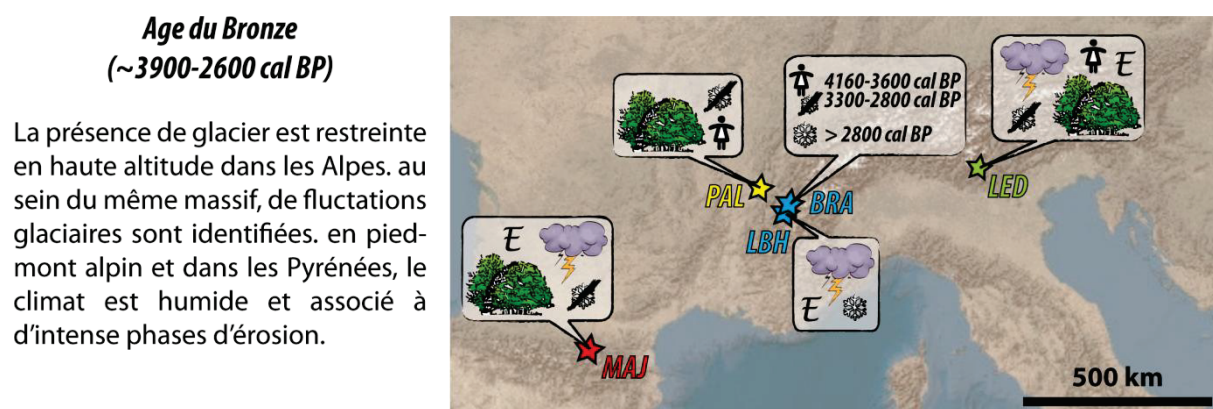 Age du Bronze
(~3900-2600 cal BP)
La présence de glacier est restreinte
en haute altitude dans les Alpes. au
sein du même massif, de fluctations
glaciaires sont identifiées. en pied-
mont alpin et dans les Pyrénées, le
climat est humide et associé à
d'intense phases d'érosion.
4160-3600 cal BP
3300-2800 cal BP
> 2800 cal BP
E
PAL
BRA
LBH
LED
E
E
MAJ
500 km